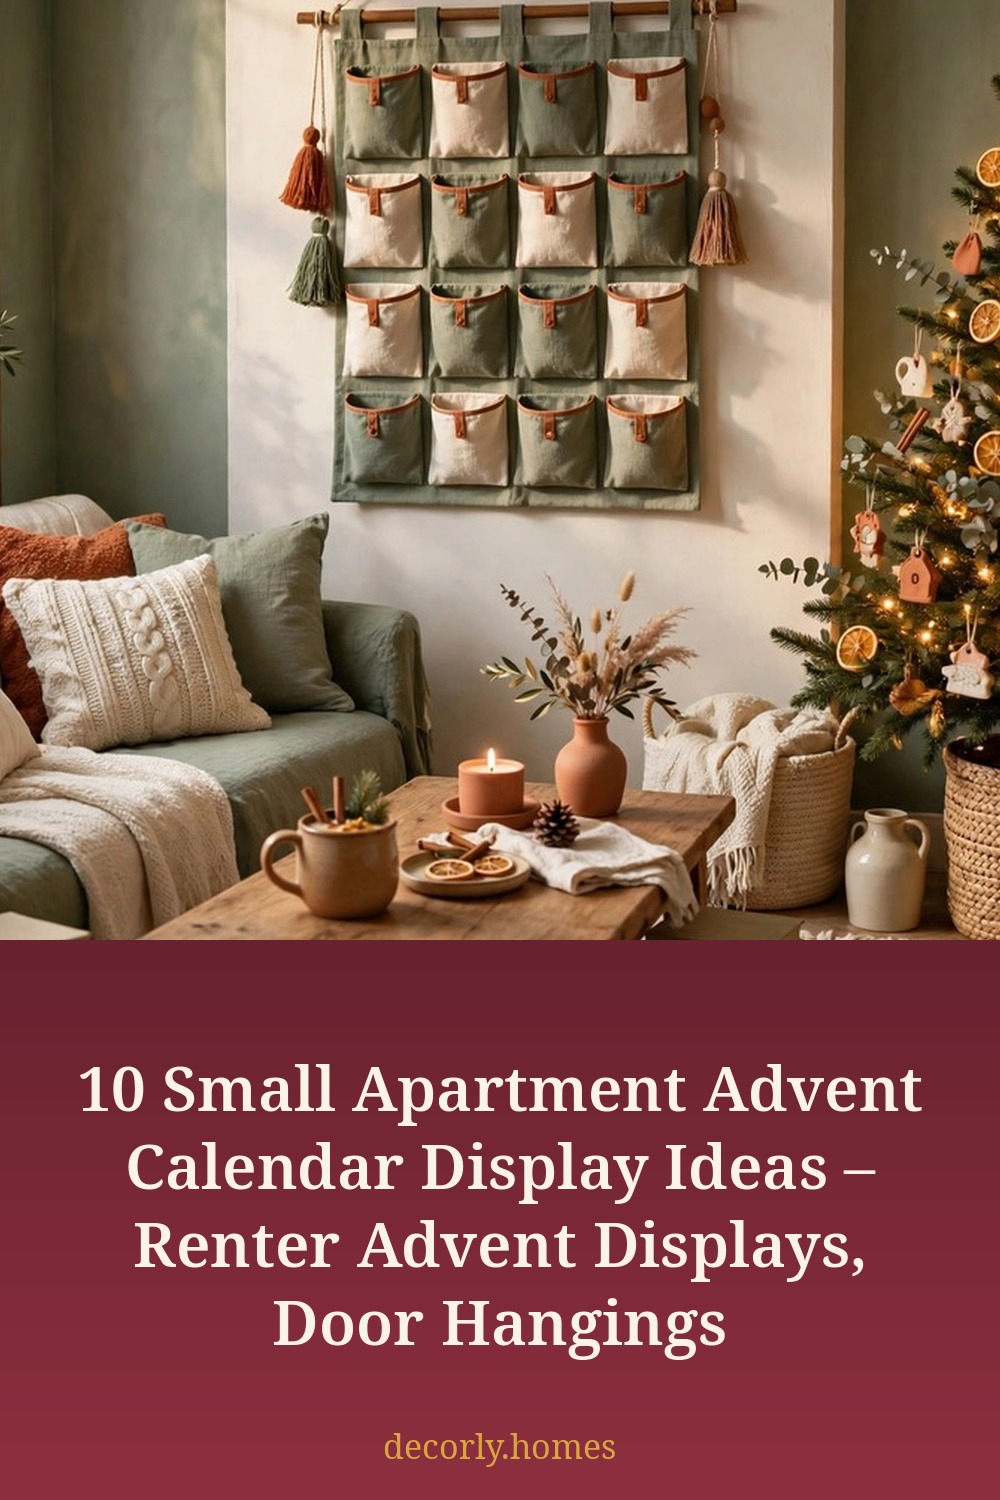 10 Small Apartment Advent
Calendar Display Ideas –
Renter Advent Displays,
Door Hangings
decorly.homes